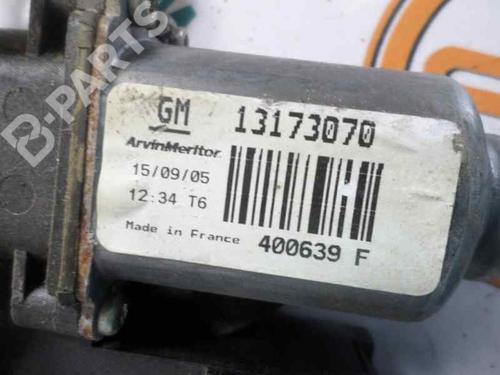 B-PARTS
GM 13173070
ArvinMeritor
15/09/05
12:34 T6
Made in France 400639 F